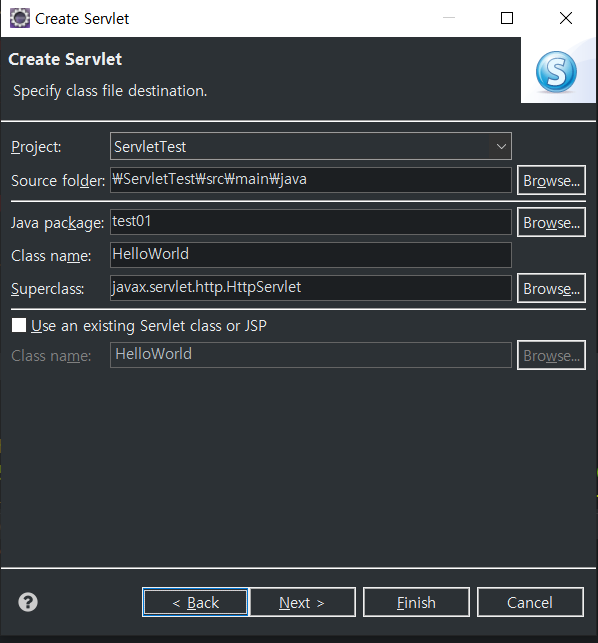 Create Servlet
Create Servlet
Specify class file destination.
Project: ServletTest
Source folder: ₩ServletTest₩src₩main₩java Browse...
Java package: test01 Browse...
Class name: HelloWorld
Superclass: javax.servlet.http.HttpServlet Browse...
Use an existing Servlet class or JSP
Class name: HelloWorld Browse...
? < Back Next > Finish Cancel